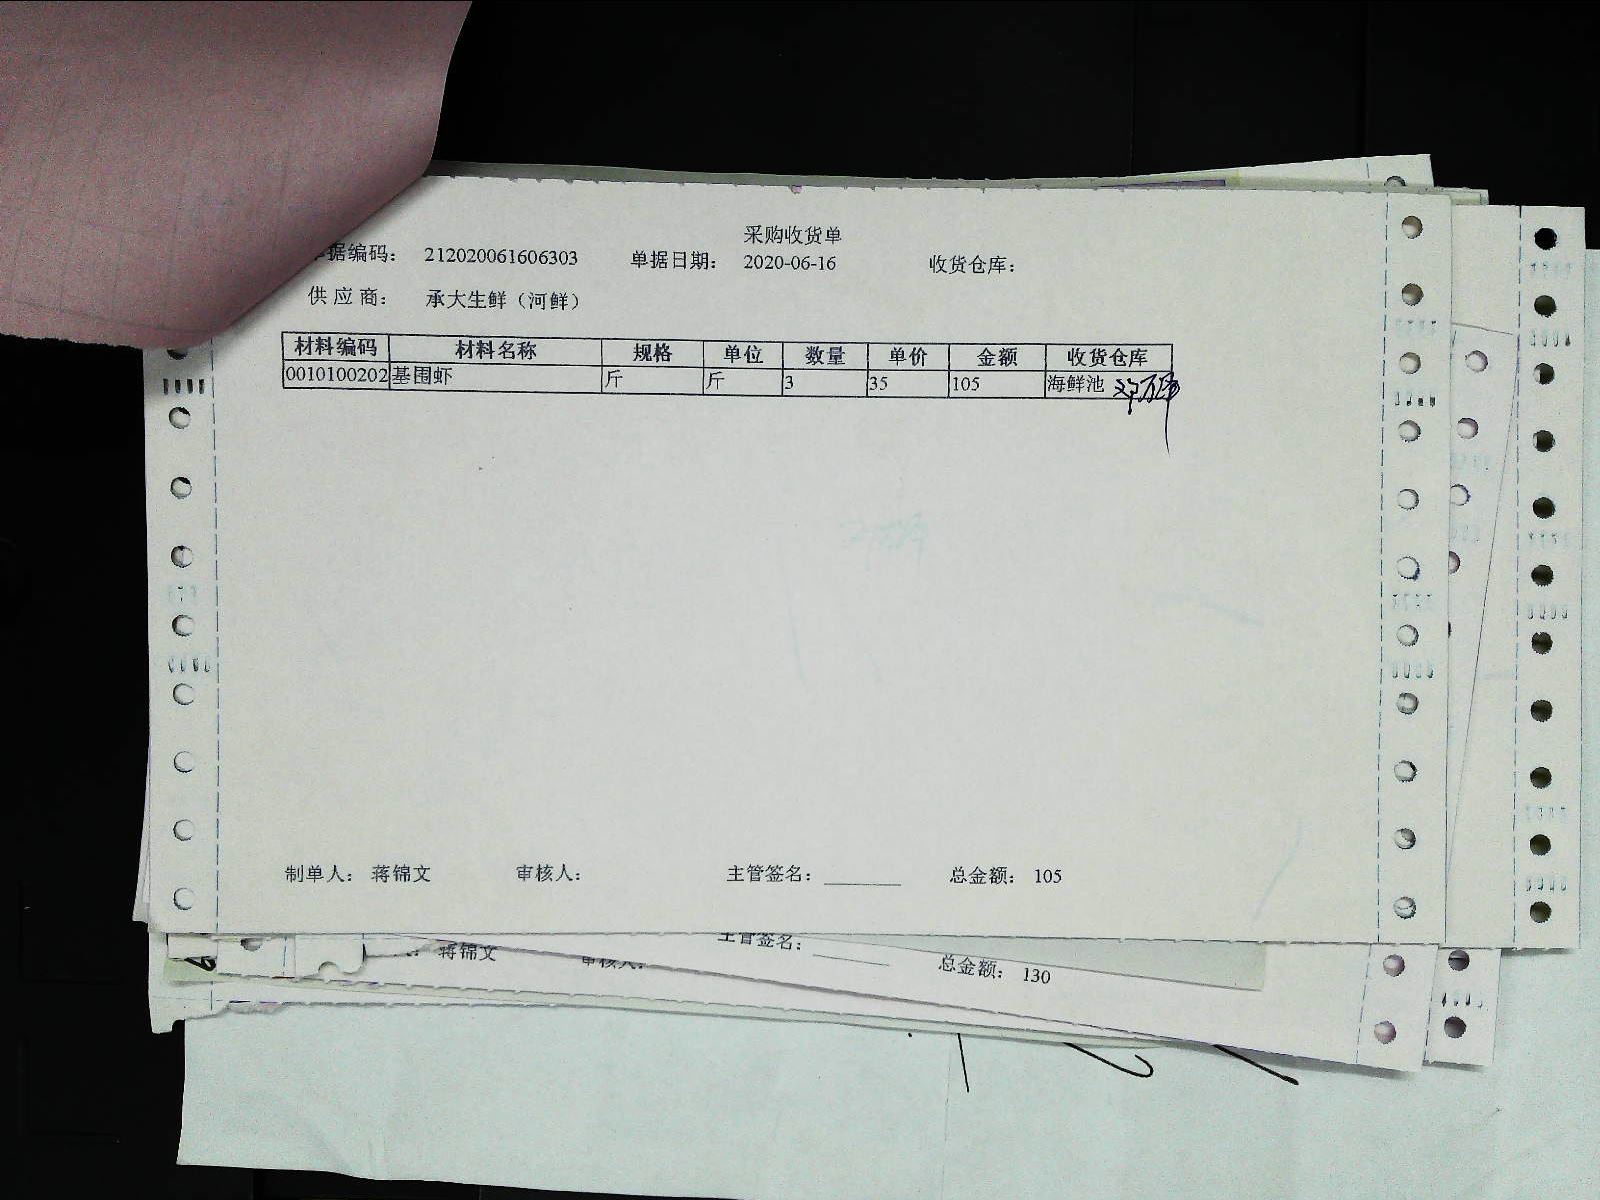 采购收货单
据编码： 212020061606303 单据日期： 2020-06-16 收货仓库：
供应商： 承大生鲜（河鲜）
材料编码 材料名称 规格 单位 数量 单价 金额 收货仓库
0010100202 基围虾 斤 斤 3 35 105 海鲜池
制单人： 蒋锦文 审核人： 主管签名： 总金额： 105
蒋锦文 审核人： 主管签名： 总金额： 130